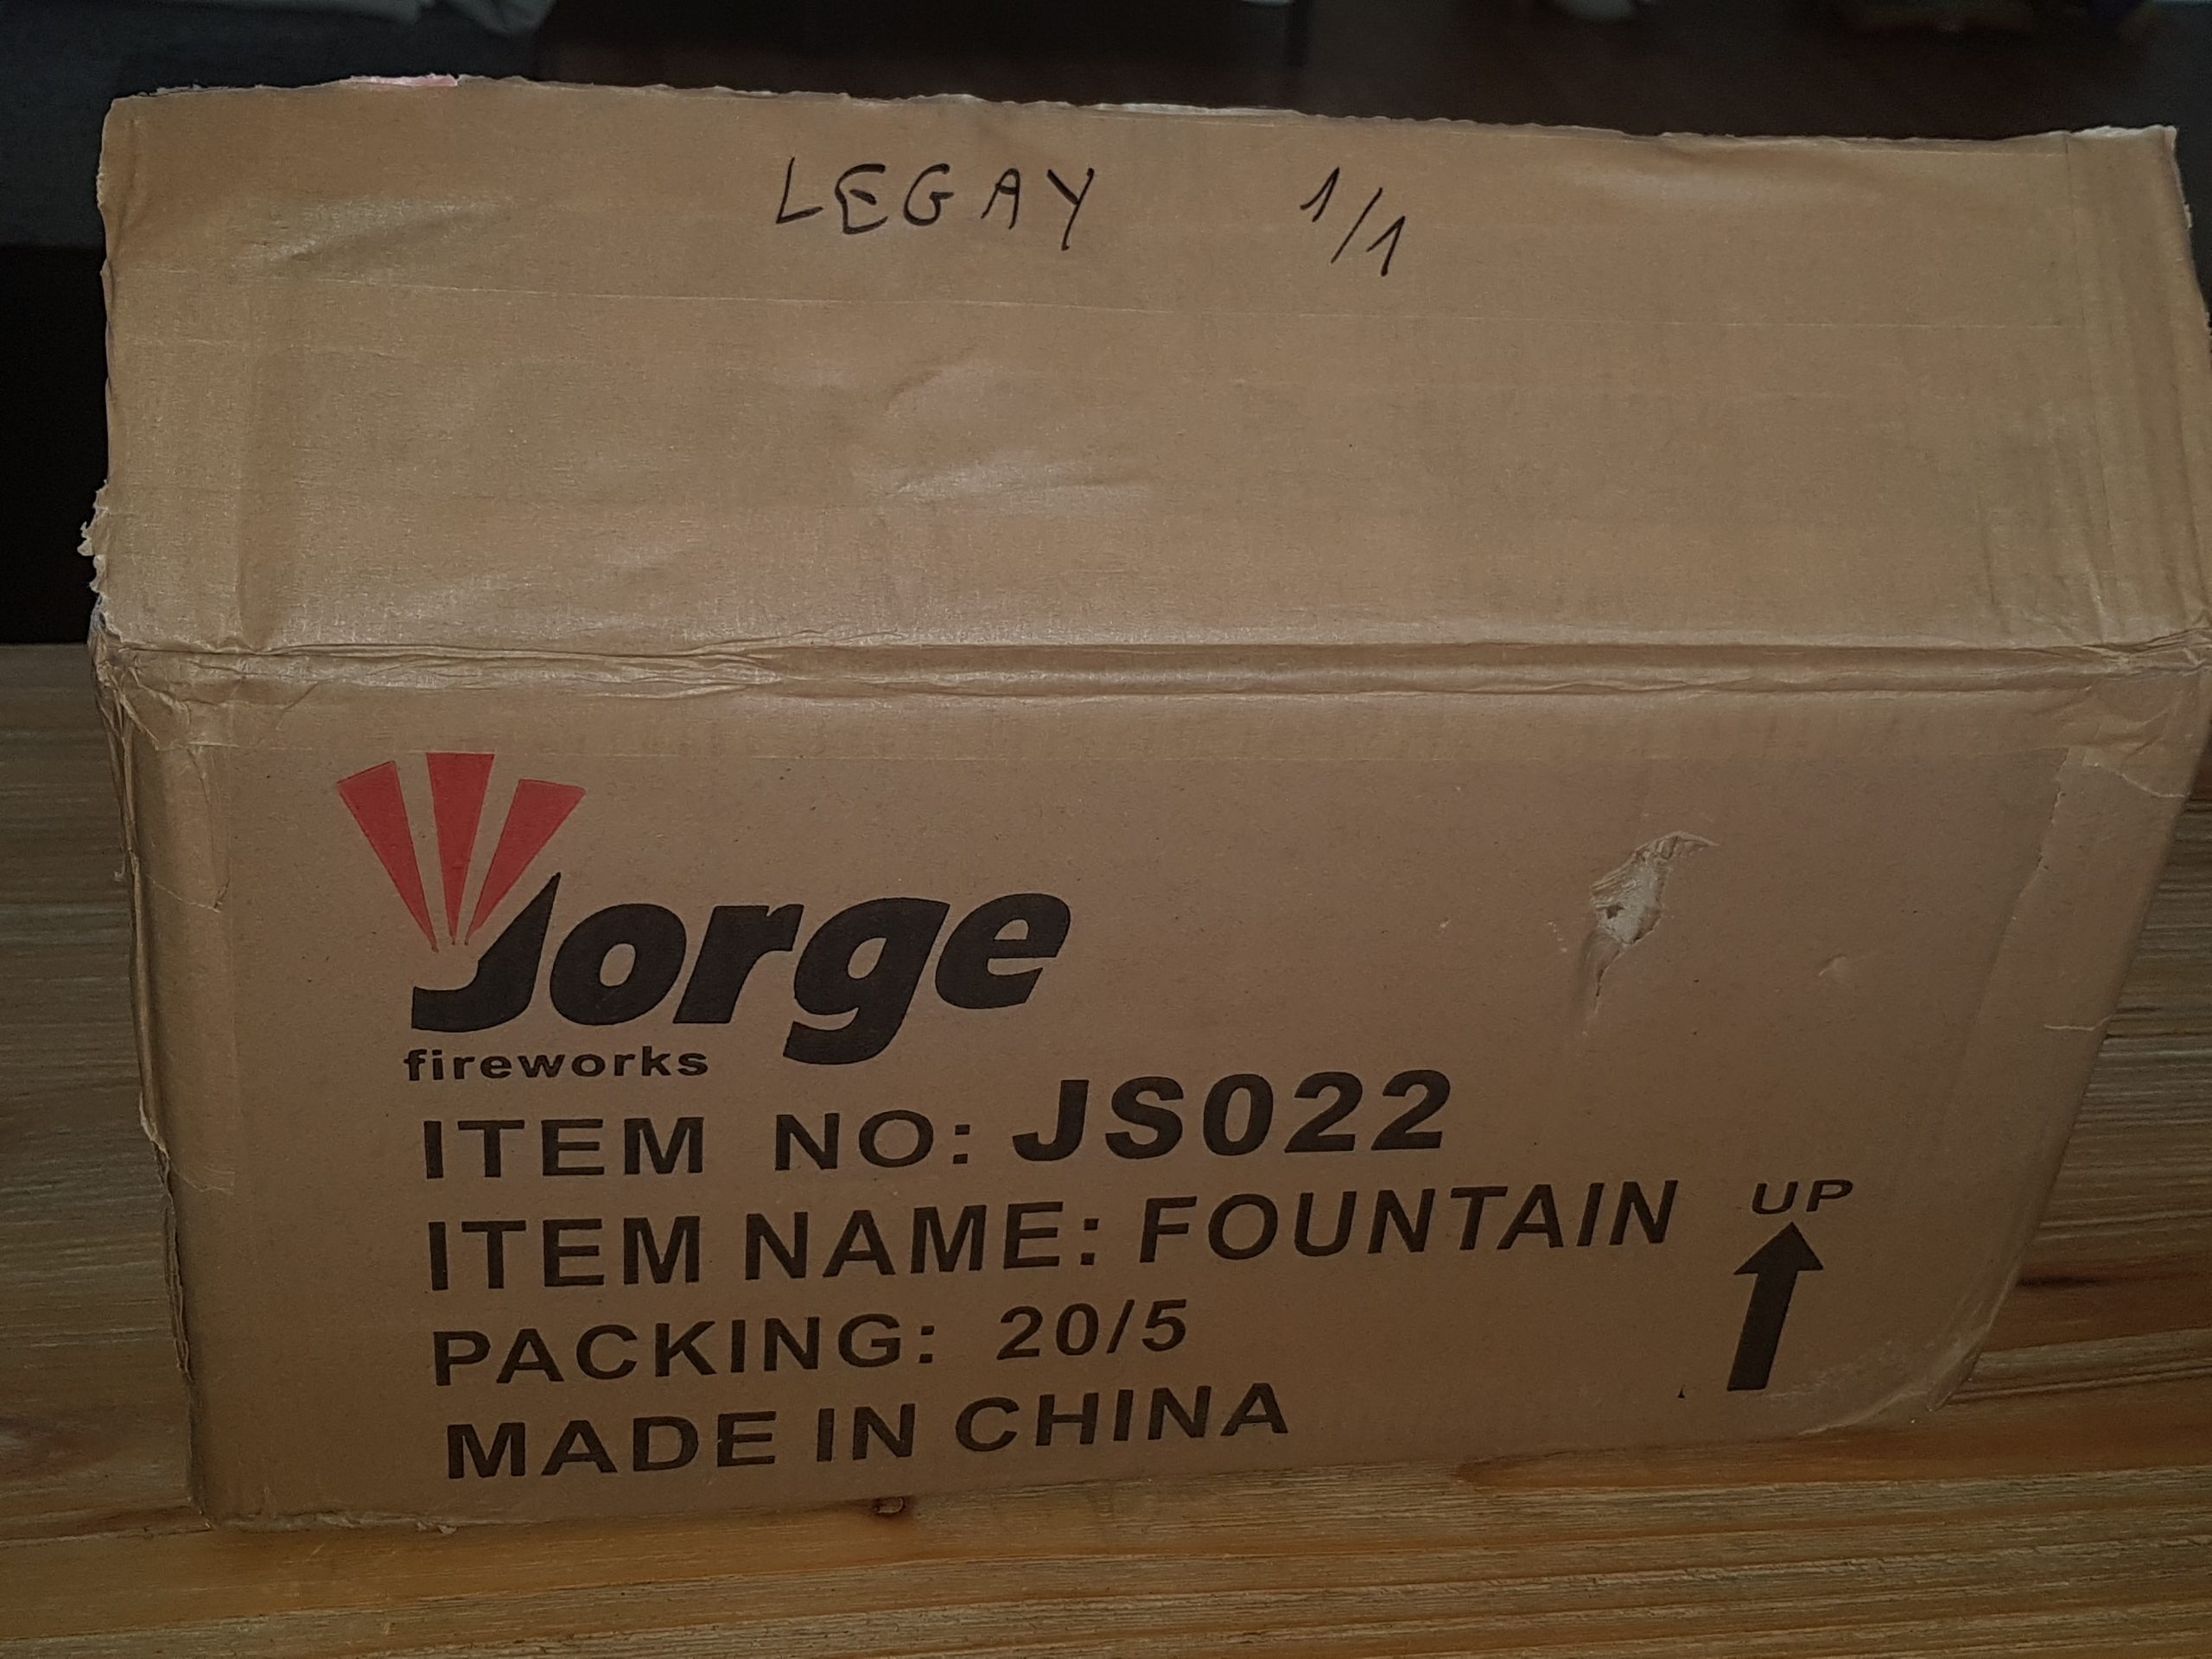 LEGAY 1/1
Jorge
fireworks
ITEM NO: JS022
ITEM NAME: FOUNTAIN
UP
PACKING: 20/5
MADE IN CHINA